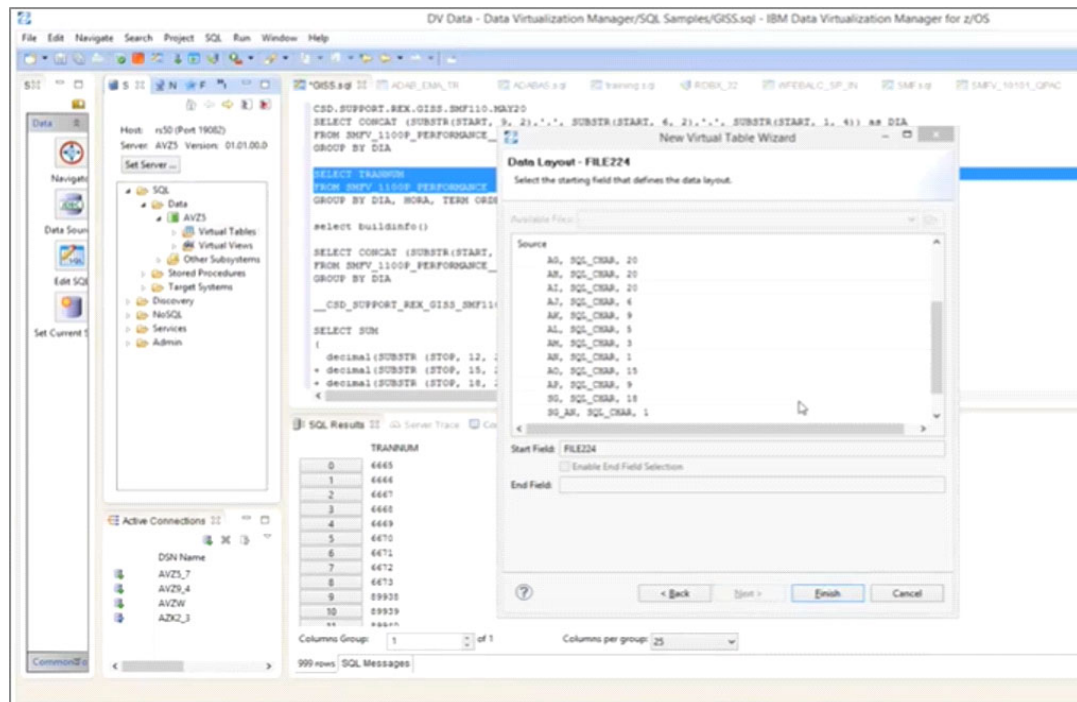 DV Data - Data Virtualization Manager/SQL Samples/GISS.sql - IBM Data Virtualization Manager for z/OS
File Edit Navigate Search Project SQL Run Window Help
*GISS.sql
ADAB_EMA_TR
ADABAS.sql
training.sql
RDBX_32
WFEBALC_SP_IN
SMF.sql
Data
Navigato
Data Sour
Edit SQL
Set Current S
Common
Host: rs50 (Port 19082)
Server: AVZ5 Version: 01.01.00.0
Set Server ...
SQL
Data
AVZ5
Virtual Tables
Virtual Views
Other Subsystems
Stored Procedures
Target Systems
Discovery
NoSQL
Services
Admin
CSD.SUPPORT.REX.GISS.SMF110.MAY20
SELECT CONCAT (SUBSTR(START, 9, 2),'.', SUBSTR(START, 6, 2),'.', SUBSTR(START, 1, 4)) as DIA
FROM SMFV_1100P_PERFORMANCE_
GROUP BY DIA
SELECT TRANNUM
FROM SMFV_1100P_PERFORMANCE_
GROUP BY DIA, HORA, TERM ORDE
select buildinfo()
SELECT CONCAT (SUBSTR(START,
FROM SMFV_1100P_PERFORMANCE_
GROUP BY DIA
__CSD_SUPPORT_REX_GISS_SMF11
SELECT SUM
(
decimal(SUBSTR (STOP, 12, 2
+ decimal(SUBSTR (STOP, 15, 2
+ decimal(SUBSTR (STOP, 18, 2
New Virtual Table Wizard
Data Layout - FILE224
Select the starting field that defines the data layout.
Available Files:
Source
AG, SQL_CHAR, 20
AH, SQL_CHAR, 20
AI, SQL_CHAR, 20
AJ, SQL_CHAR, 6
AK, SQL_CHAR, 9
AL, SQL_CHAR, 5
AM, SQL_CHAR, 3
AN, SQL_CHAR, 1
AO, SQL_CHAR, 15
AP, SQL_CHAR, 9
SG, SQL_CHAR, 18
SG_AK, SQL_CHAR, 1
Start Field: FILE224
Enable End Field Selection
End Field:
< Back
Next >
Finish
Cancel
SQL Results
Server Trace
TRANNUM
0 6665
1 6666
2 6667
3 6668
4 6669
5 6670
6 6671
7 6672
8 6673
9 89938
10 89939
Columns Group: 1 of 1
Columns per group: 25
999 rows SQL Messages
Active Connections
DSN Name
AVZ5_7
AVZ9_4
AVZW
AZK2_3